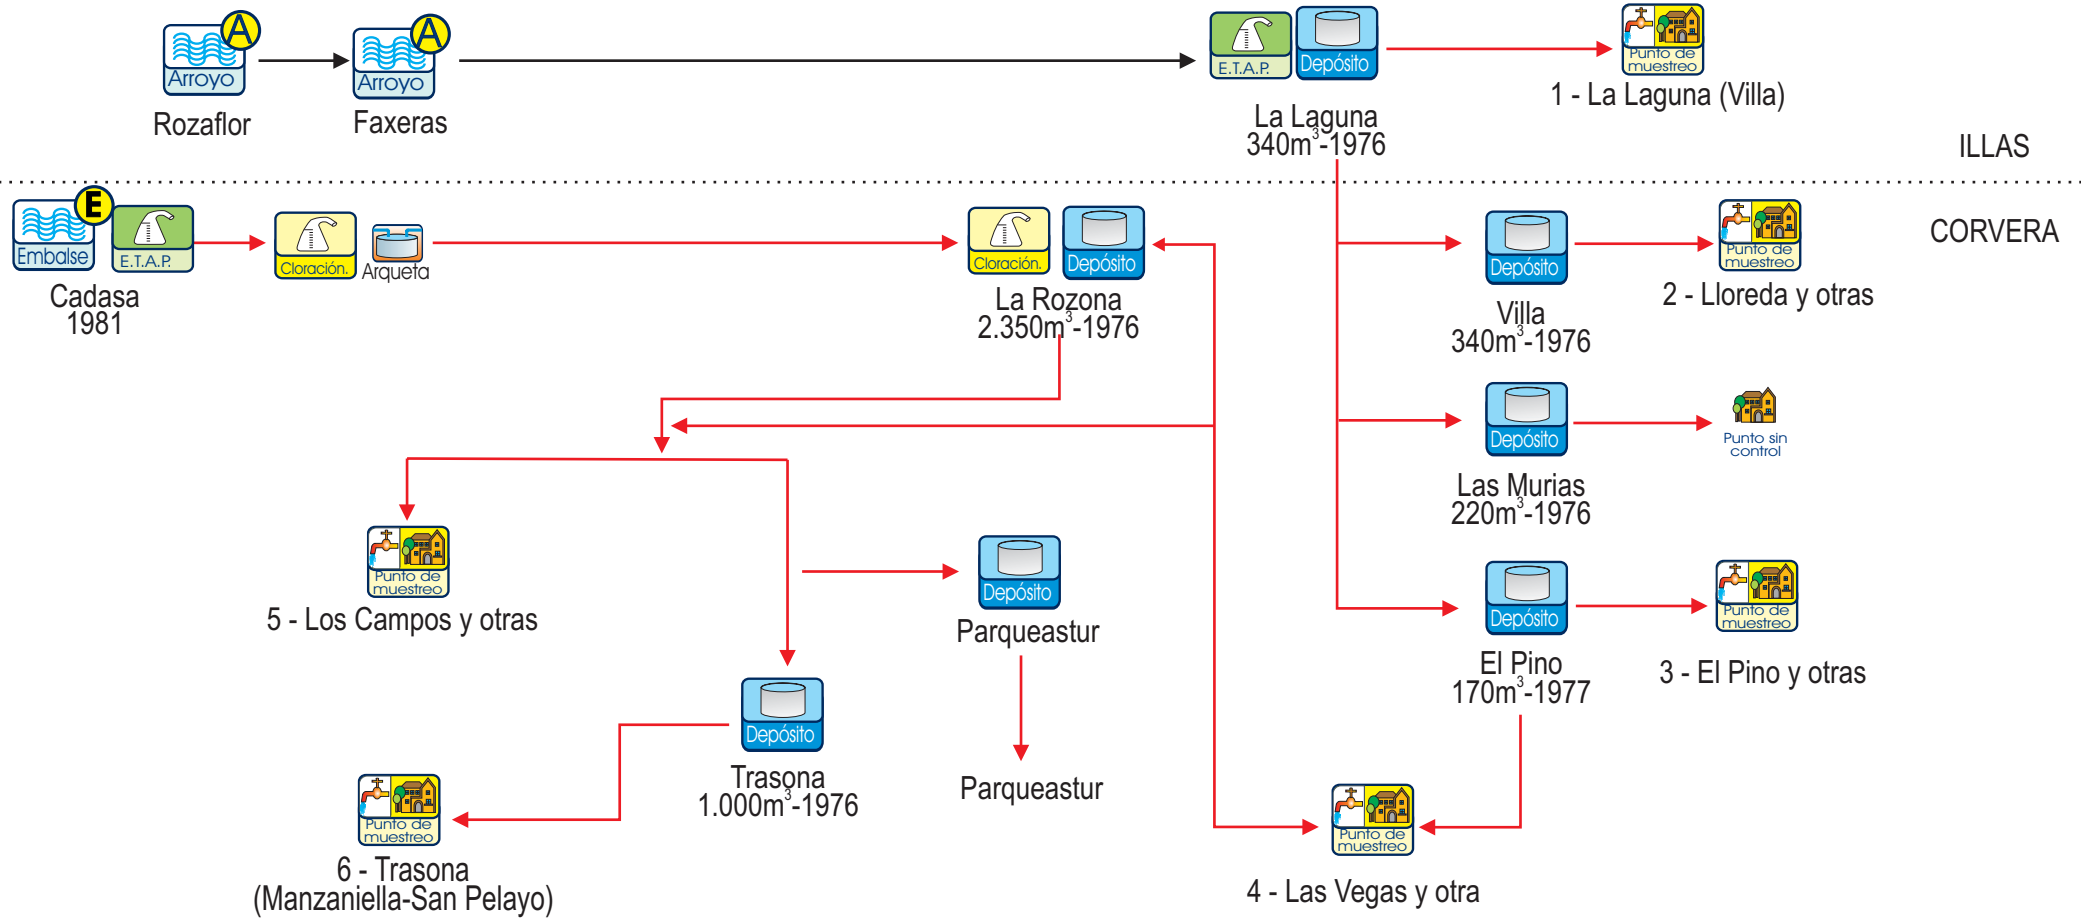 A
Arroyo
Rozaflor
A
Arroyo
Faxeras
E.T.A.P.
Depósito
La Laguna
340m³-1976
Punto de
muestreo
1 - La Laguna (Villa)
ILLAS
CORVERA
E
Embalse
E.T.A.P.
Cadasa
1981
Cloración.
Arqueta
Cloración.
Depósito
La Rozona
2.350m³-1976
Depósito
Villa
340m³-1976
Punto de
muestreo
2 - Lloreda y otras
Depósito
Las Murias
220m³-1976
Punto sin
control
Depósito
El Pino
170m³-1977
Punto de
muestreo
3 - El Pino y otras
Punto de
muestreo
5 - Los Campos y otras
Depósito
Parqueastur
Parqueastur
Depósito
Trasona
1.000m³-1976
Punto de
muestreo
6 - Trasona
(Manzaniella-San Pelayo)
Punto de
muestreo
4 - Las Vegas y otra